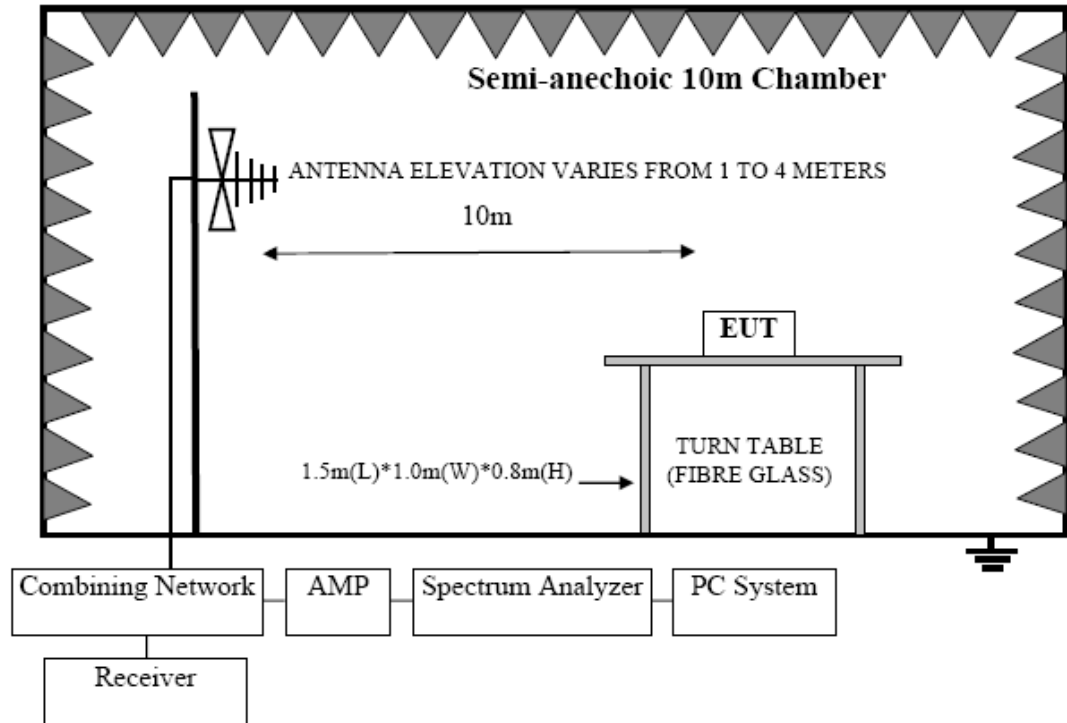 Semi-anechoic 10m Chamber
ANTENNA ELEVATION VARIES FROM 1 TO 4 METERS
10m
EUT
TURN TABLE
(FIBRE GLASS)
1.5m(L)*1.0m(W)*0.8m(H)
Combining Network
AMP
Spectrum Analyzer
PC System
Receiver